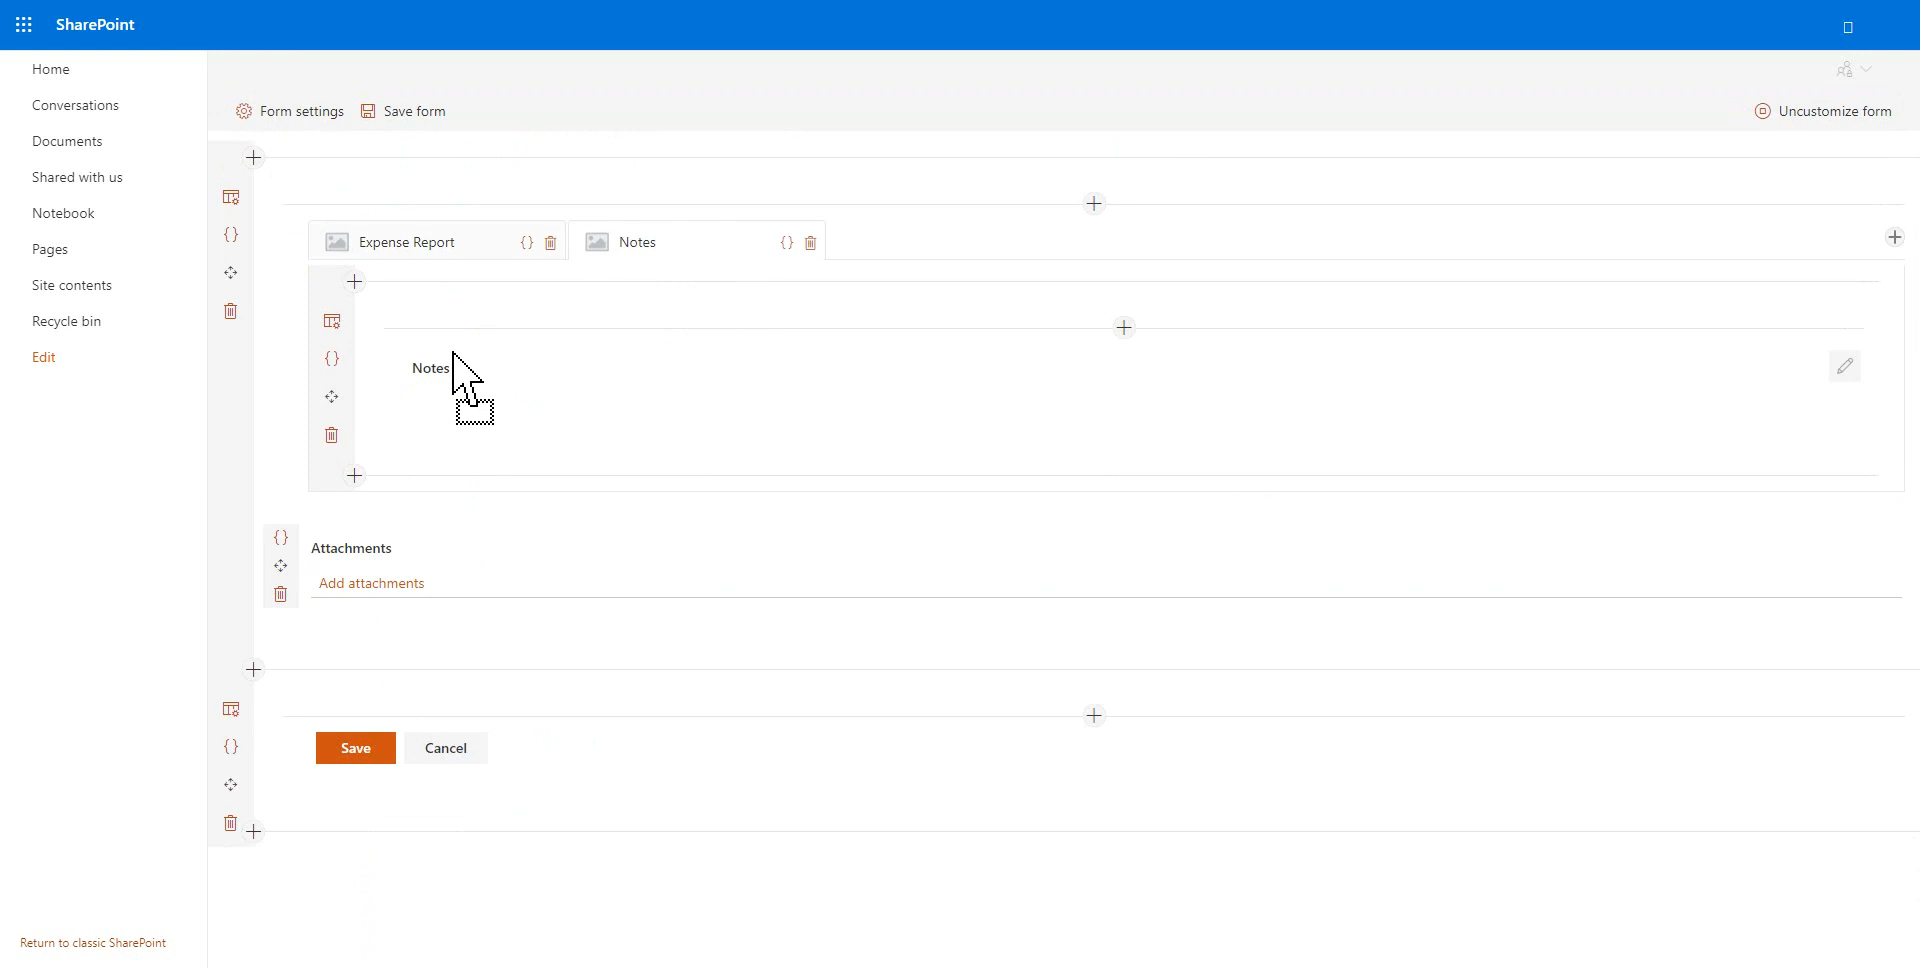 SharePoint
Home
Conversations
Documents
Shared with us
Notebook
Pages
Site contents
Recycle bin
Edit
Return to classic SharePoint
Form settings
Save form
Uncustomize form
Expense Report
Notes
Notes
Attachments
Add attachments
Save
Cancel